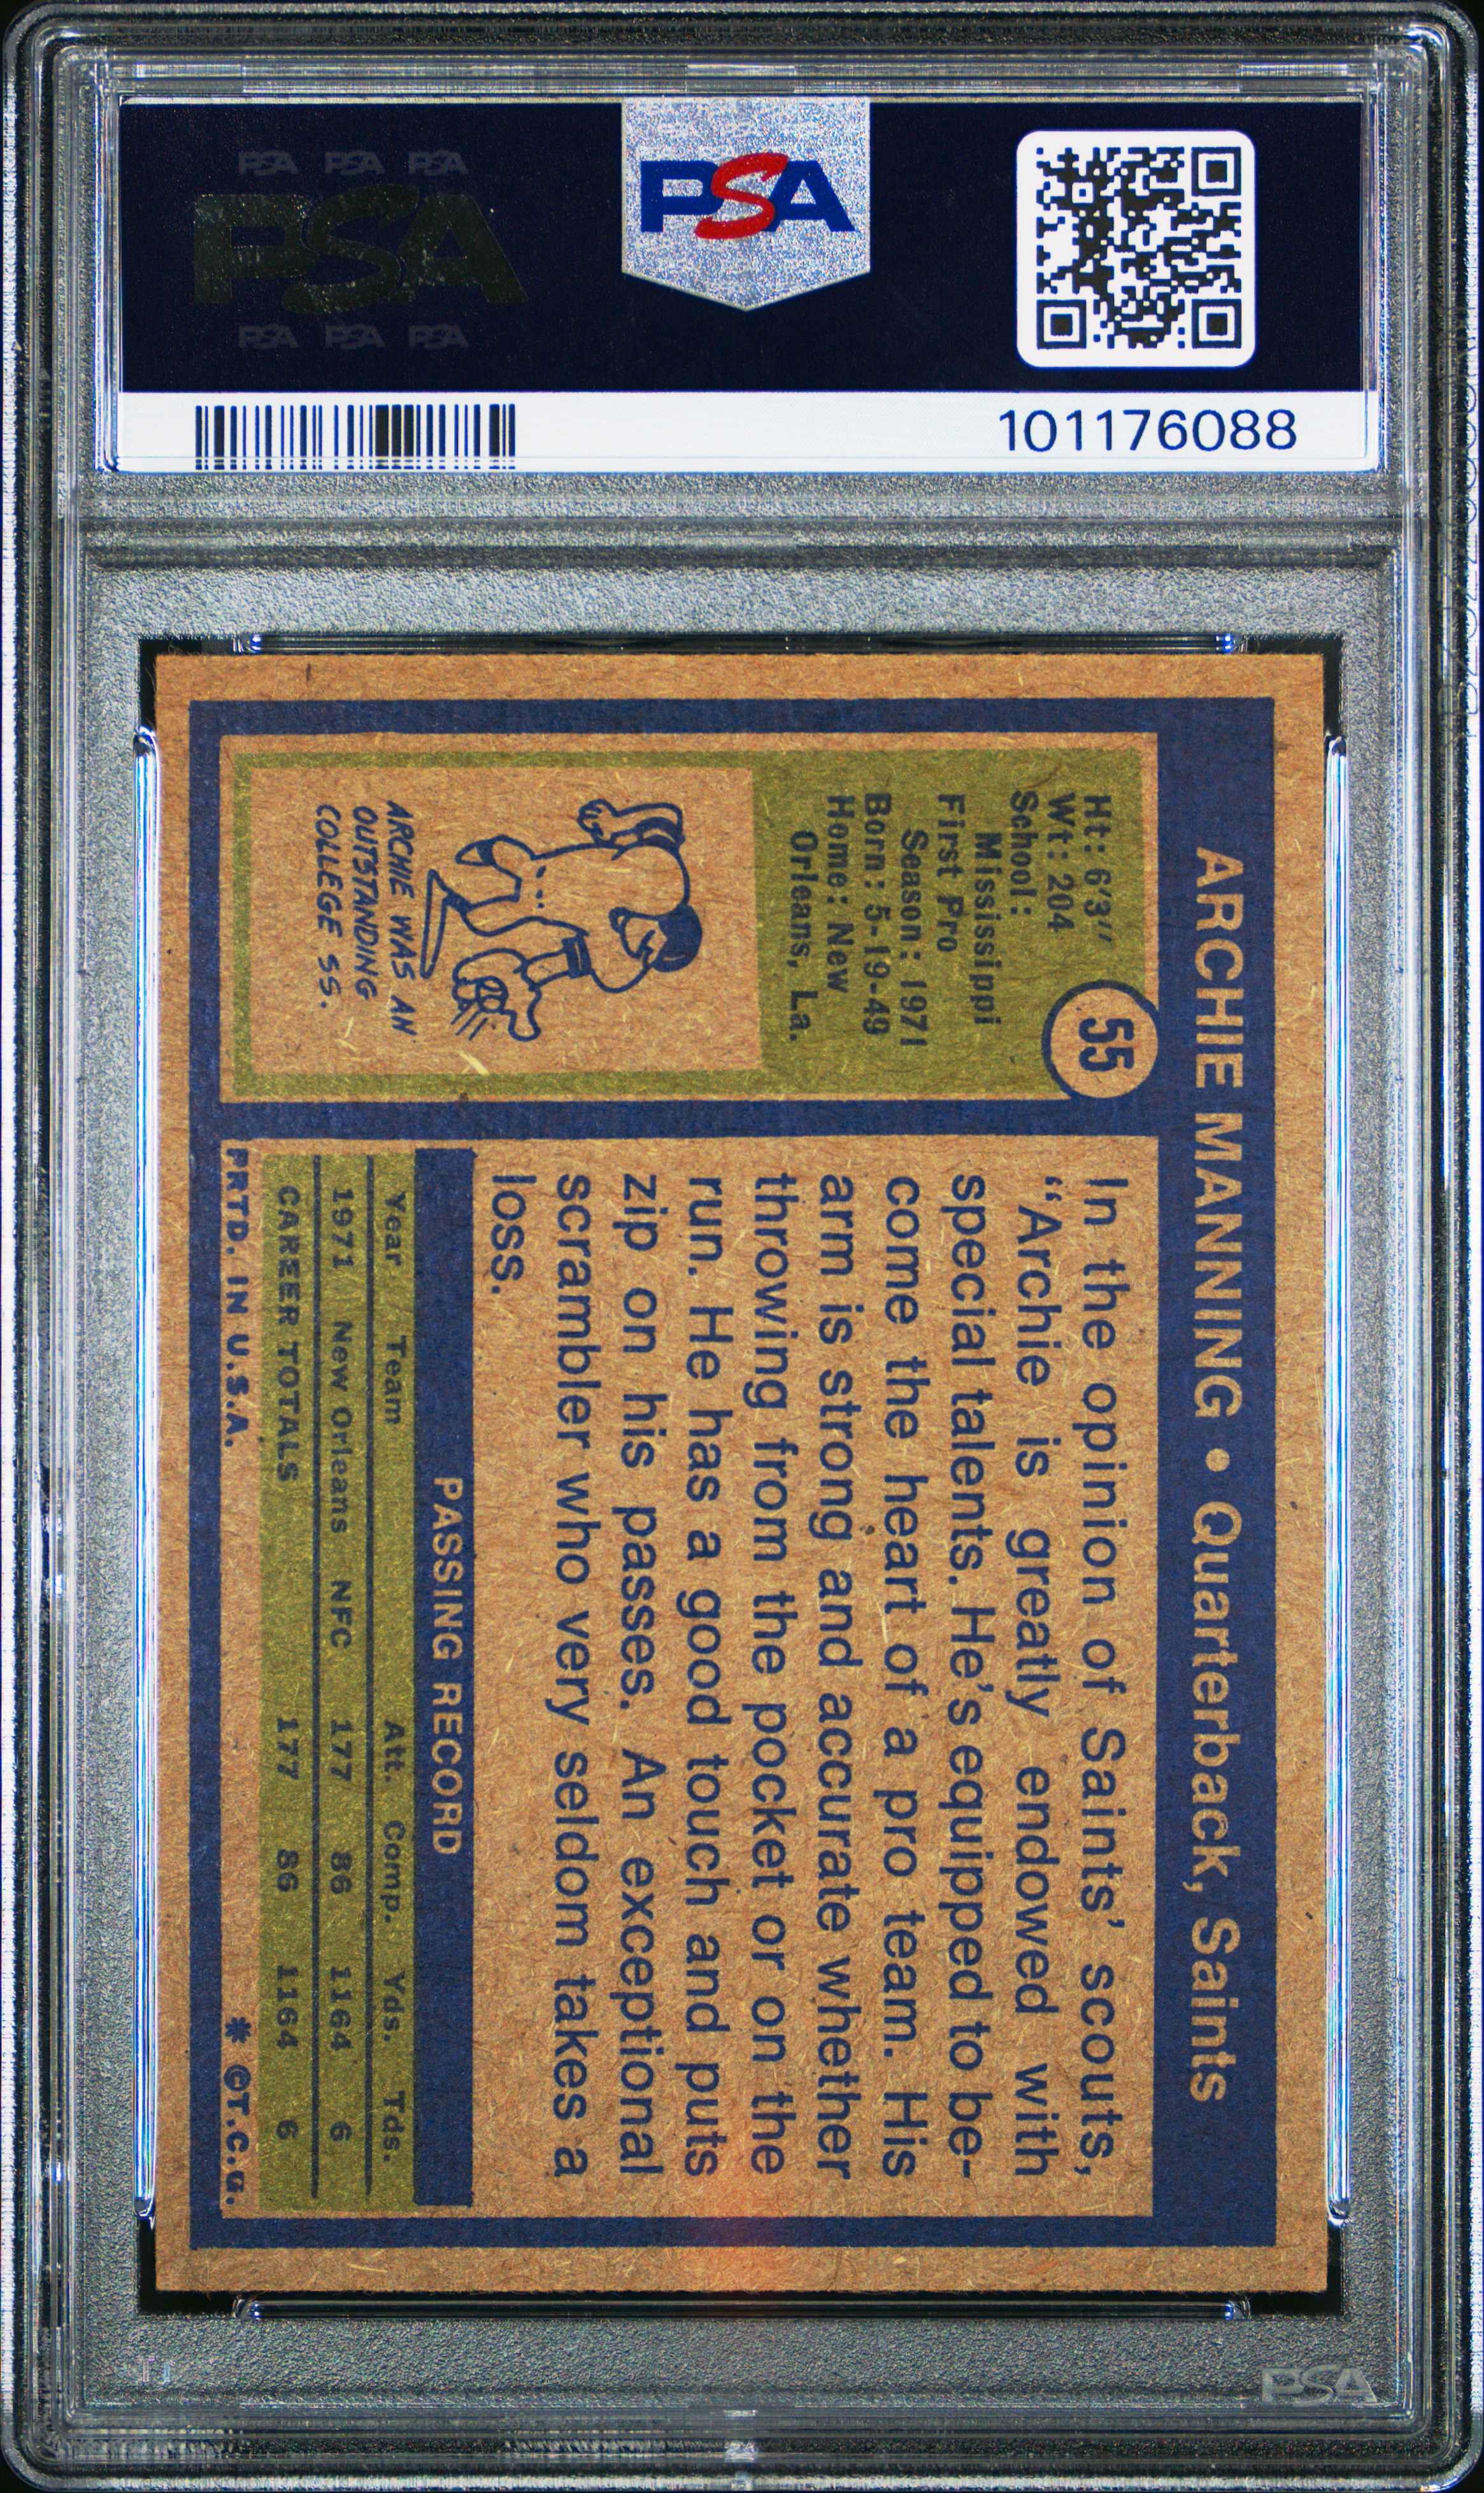 PSA PSA PSA
PSA
PSA PSA PSA
PSA
101176088
ARCHIE MANNING • Quarterback, Saints
55
Ht: 6'3"
Wt: 204
School:
Mississippi
First Pro
Season: 1971
Born: 5-19-49
Home: New
Orleans, La.
ARCHIE WAS AN
OUTSTANDING
COLLEGE SS.
In the opinion of Saints' scouts,
“Archie is greatly endowed with
special talents. He's equipped to be-
come the heart of a pro team. His
arm is strong and accurate whether
throwing from the pocket or on the
run. He has a good touch and puts
zip on his passes. An exceptional
scrambler who very seldom takes a
loss.
PASSING RECORD
Year Team Att. Comp. Yds. Tds.
1971 New Orleans NFC 177 86 1164 6
CAREER TOTALS 177 86 1164 6
PRTD. IN U.S.A. * ©T.C.G.
PSA